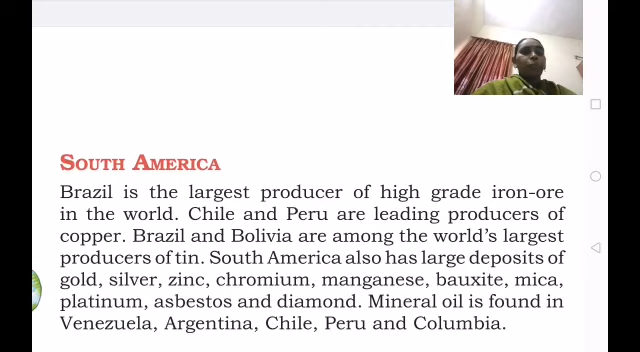 SOUTH AMERICA
Brazil is the largest producer of high grade iron-ore
in the world. Chile and Peru are leading producers of
copper. Brazil and Bolivia are among the world's largest
producers of tin. South America also has large deposits of
gold, silver, zinc, chromium, manganese, bauxite, mica,
platinum, asbestos and diamond. Mineral oil is found in
Venezuela, Argentina, Chile, Peru and Columbia.